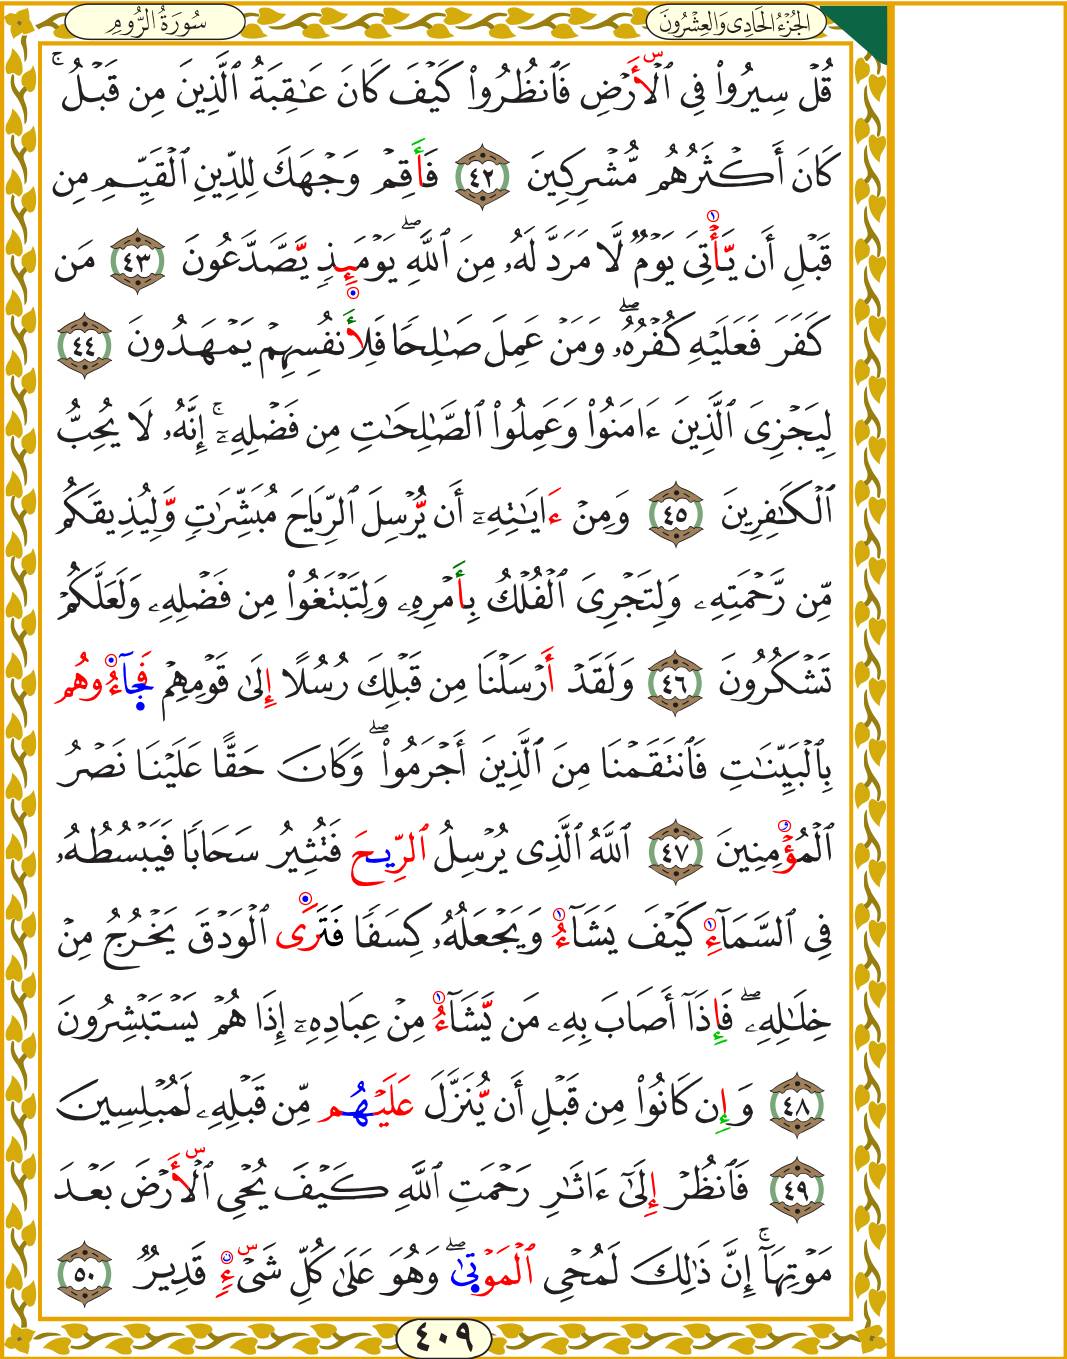 الجُزْءُ الحَادِى وَالعِشْرُونَ
سُورَةُ الرُّومِ
قُلْ سِيرُوا۟ فِى ٱلْأَرْضِ فَٱنظُرُوا۟ كَيْفَ كَانَ عَـٰقِبَةُ ٱلَّذِينَ مِن قَبْلُ ۚ
كَانَ أَكْثَرُهُم مُّشْرِكِينَ ٤٢ فَأَقِمْ وَجْهَكَ لِلدِّينِ ٱلْقَيِّمِ مِن
قَبْلِ أَن يَّأْتِىَ يَوْمٌ لَّا مَرَدَّ لَهُۥ مِنَ ٱللَّهِ ۖ يَوْمَئِذٍ يَّصَّدَّعُونَ ٤٣ مَن
كَفَرَ فَعَلَيْهِ كُفْرُهُۥ ۖ وَمَنْ عَمِلَ صَـٰلِحًا فَلِأَنفُسِهِمْ يَمْهَدُونَ ٤٤
لِيَجْزِىَ ٱلَّذِينَ ءَامَنُوا۟ وَعَمِلُوا۟ ٱلصَّـٰلِحَـٰتِ مِن فَضْلِهِۦٓ ۚ إِنَّهُۥ لَا يُحِبُّ
ٱلْكَـٰفِرِينَ ٤٥ وَمِنْ ءَايَـٰتِهِۦٓ أَن يُّرْسِلَ ٱلرِّيَاحَ مُبَشِّرَٰتٍ وَّلِيُذِيقَكُم
مِّن رَّحْمَتِهِۦ وَلِتَجْرِىَ ٱلْفُلْكُ بِأَمْرِهِۦ وَلِتَبْتَغُوا۟ مِن فَضْلِهِۦ وَلَعَلَّكُمْ
تَشْكُرُونَ ٤٦ وَلَقَدْ أَرْسَلْنَا مِن قَبْلِكَ رُسُلًا إِلَىٰ قَوْمِهِمْ فَجَآءُوهُم
بِٱلْبَيِّنَـٰتِ فَٱنتَقَمْنَا مِنَ ٱلَّذِينَ أَجْرَمُوا۟ ۖ وَكَانَ حَقًّا عَلَيْنَا نَصْرُ
ٱلْمُؤْمِنِينَ ٤٧ ٱللَّهُ ٱلَّذِى يُرْسِلُ ٱلرِّيحَ فَتُثِيرُ سَحَابًا فَيَبْسُطُهُۥ
فِى ٱلسَّمَآءِ كَيْفَ يَشَآءُ وَيَجْعَلُهُۥ كِسَفًا فَتَرَى ٱلْوَدْقَ يَخْرُجُ مِنْ
خِلَـٰلِهِۦ ۖ فَإِذَآ أَصَابَ بِهِۦ مَن يَّشَآءُ مِنْ عِبَادِهِۦٓ إِذَا هُمْ يَسْتَبْشِرُونَ
٤٨ وَإِن كَانُوا۟ مِن قَبْلِ أَن يُّنَزَّلَ عَلَيْهُم مِّن قَبْلِهِۦ لَمُبْلِسِينَ
٤٩ فَٱنظُرْ إِلَىٰٓ ءَاثَـٰرِ رَحْمَتِ ٱللَّهِ كَيْفَ يُحْىِ ٱلْأَرْضَ بَعْدَ
مَوْتِهَآ ۚ إِنَّ ذَٰلِكَ لَمُحْىِ ٱلْمَوْتَىٰ ۖ وَهُوَ عَلَىٰ كُلِّ شَىْءٍ قَدِيرٌ ٥٠
٤٠٩